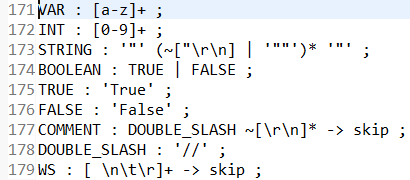 171 VAR : [a-z]+ ;
172 INT : [0-9]+ ;
173 STRING : '"' (~["\r\n] | '""')* '"' ;
174 BOOLEAN : TRUE | FALSE ;
175 TRUE : 'True' ;
176 FALSE : 'False' ;
177 COMMENT : DOUBLE_SLASH ~[\r\n]* -> skip ;
178 DOUBLE_SLASH : '//' ;
179 WS : [ \n\t\r]+ -> skip ;